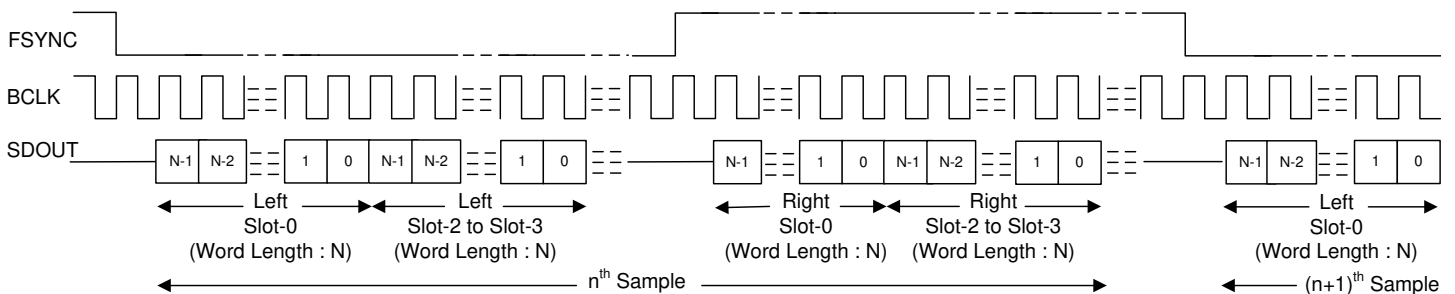 FSYNC
BCLK
SDOUT N-1 N-2 1 0 N-1 N-2 1 0 N-1 1 0 N-1 N-2 1 0 N-1 N-2 1 0
Left Left Right Right Left
Slot-0 Slot-2 to Slot-3 Slot-0 Slot-2 to Slot-3 Slot-0
(Word Length : N) (Word Length : N) (Word Length : N) (Word Length : N) (Word Length : N)
nth Sample (n+1)th Sample